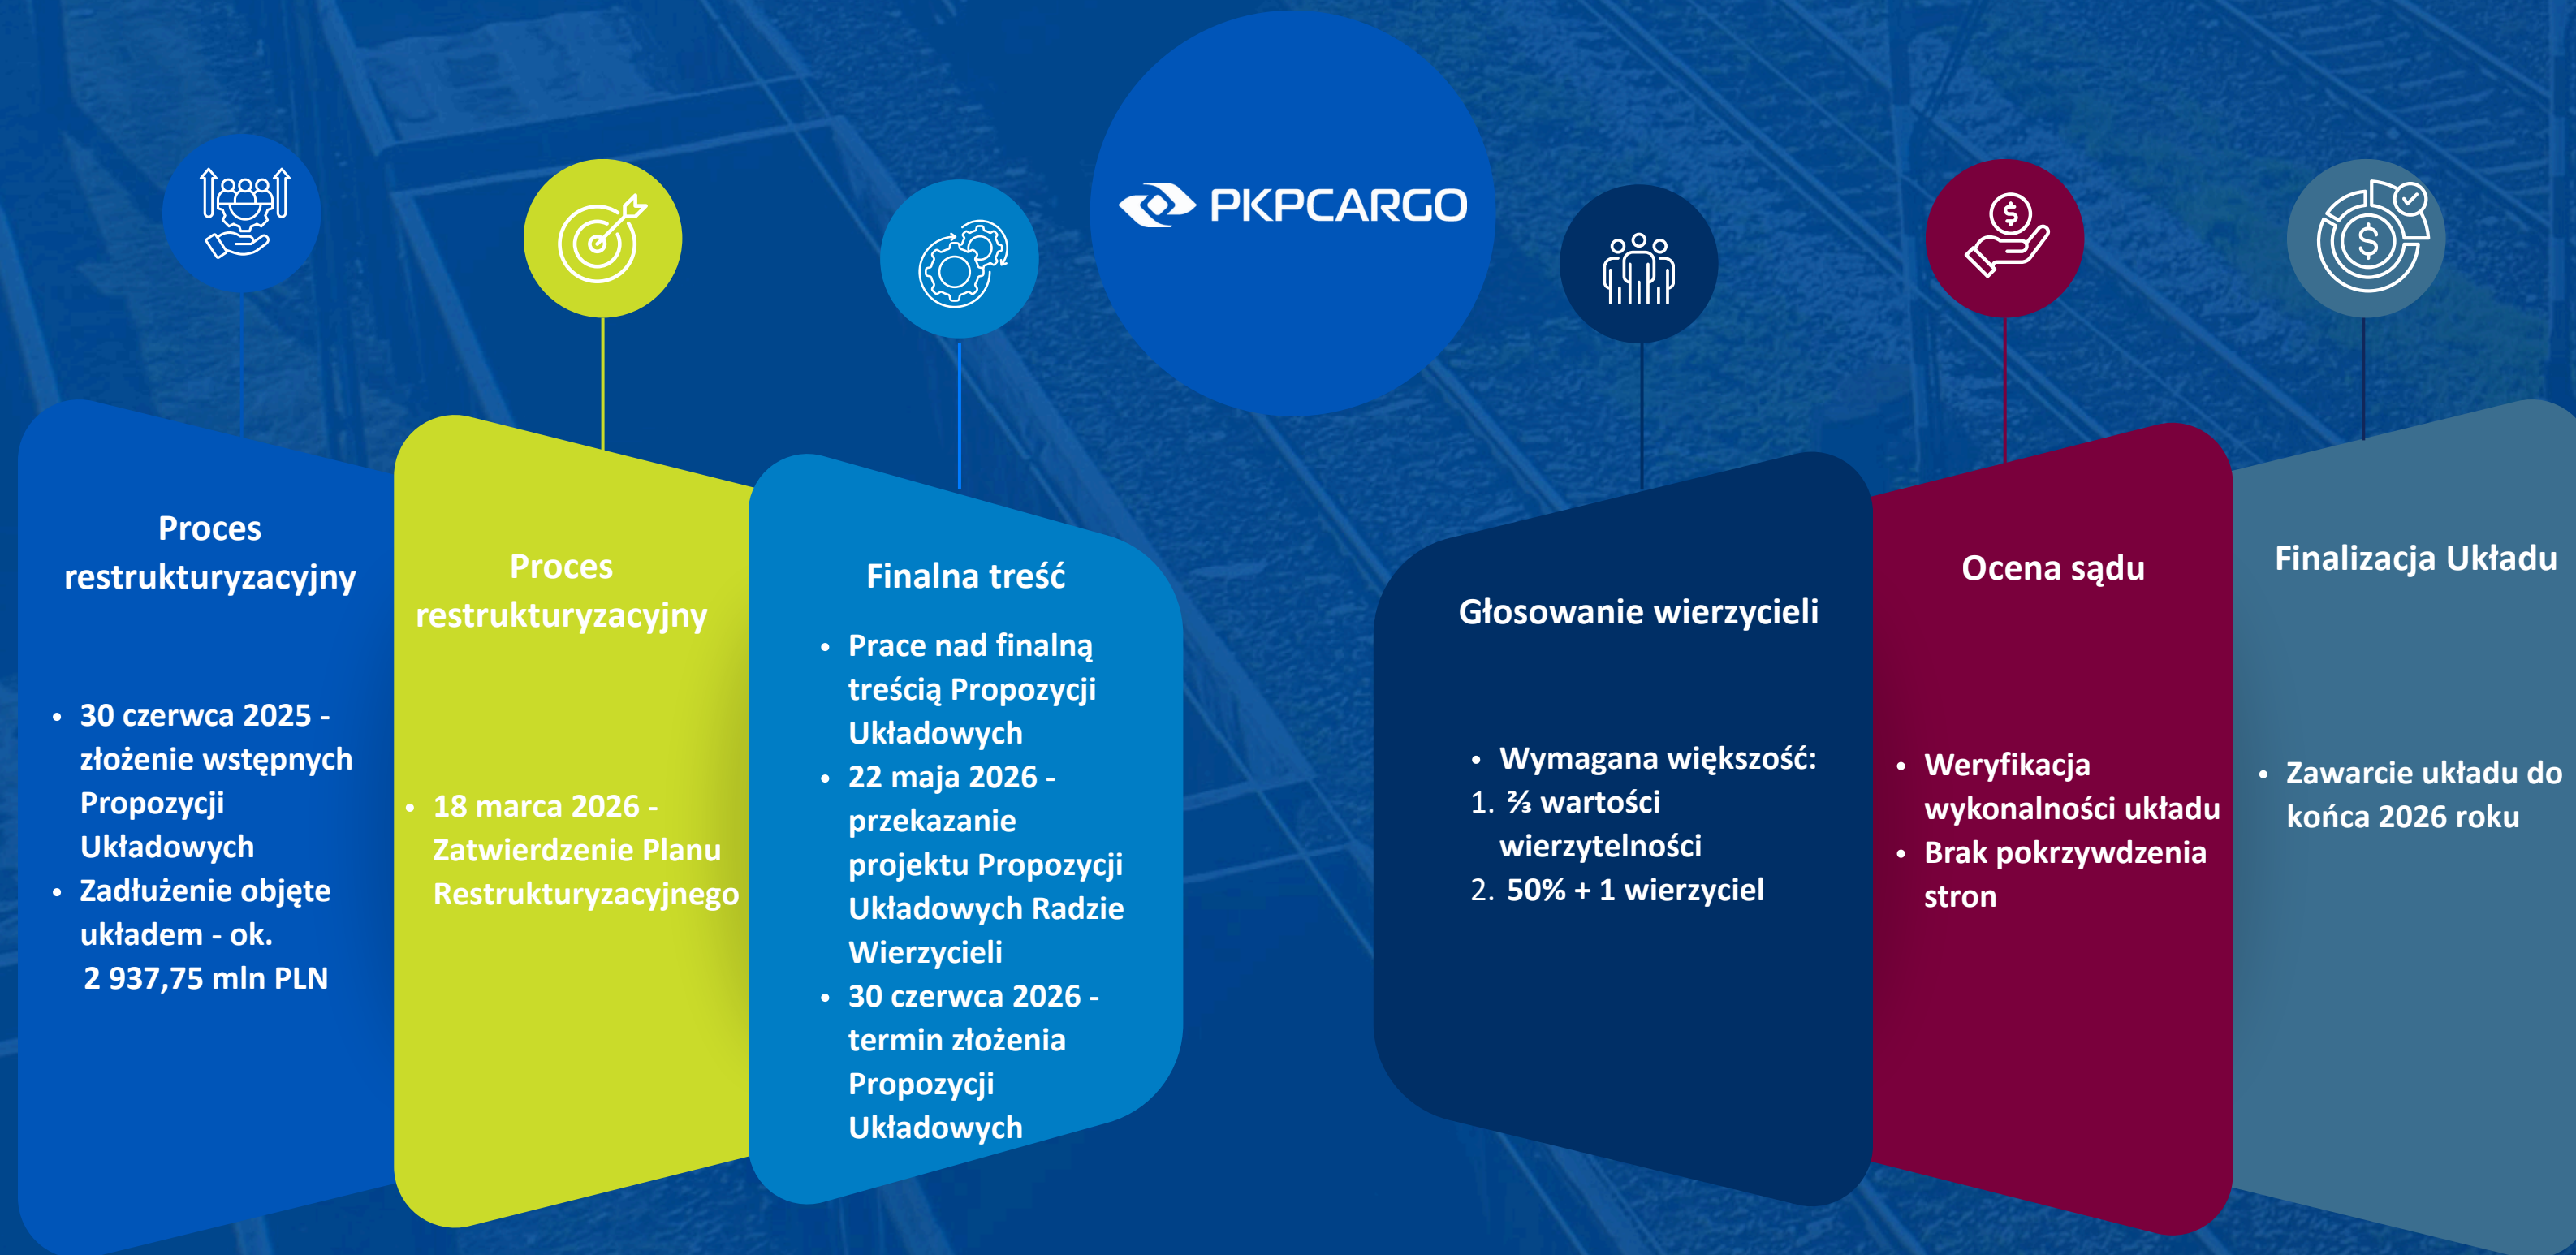 PKPCARGO
Proces
restrukturyzacyjny
• 30 czerwca 2025 -
złożenie wstępnych
Propozycji
Układowych
• Zadłużenie objęte
układem - ok.
2 937,75 mln PLN
Proces
restrukturyzacyjny
• 18 marca 2026 -
Zatwierdzenie Planu
Restrukturyzacyjnego
Finalna treść
• Prace nad finalną
treścią Propozycji
Układowych
• 22 maja 2026 -
przekazanie
projektu Propozycji
Układowych Radzie
Wierzycieli
• 30 czerwca 2026 -
termin złożenia
Propozycji
Układowych
Głosowanie wierzycieli
• Wymagana większość:
1. ⅔ wartości
wierzytelności
2. 50% + 1 wierzyciel
Ocena sądu
• Weryfikacja
wykonalności układu
• Brak pokrzywdzenia
stron
Finalizacja Układu
• Zawarcie układu do
końca 2026 roku